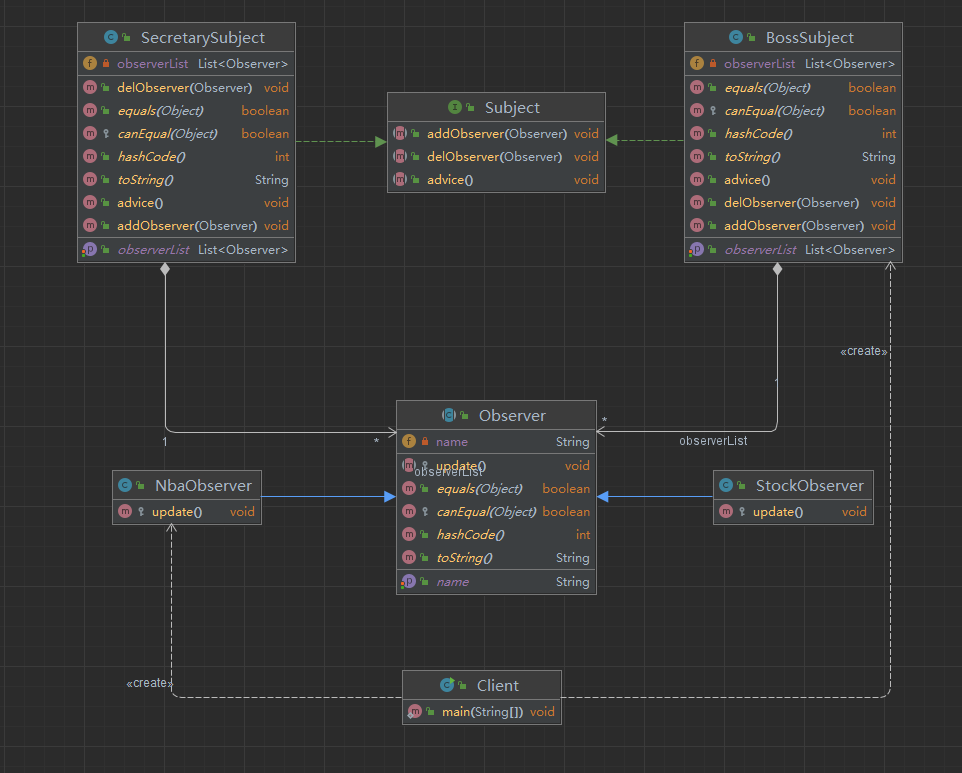 SecretarySubject
observerList List<Observer>
delObserver(Observer) void
equals(Object) boolean
canEqual(Object) boolean
hashCode() int
toString() String
advice() void
addObserver(Observer) void
observerList List<Observer>
Subject
addObserver(Observer) void
delObserver(Observer) void
advice() void
BossSubject
observerList List<Observer>
equals(Object) boolean
canEqual(Object) boolean
hashCode() int
toString() String
advice() void
delObserver(Observer) void
addObserver(Observer) void
observerList List<Observer>
«create»
1
*
*
observerList
Observer
name String
update() void
observerList
equals(Object) boolean
canEqual(Object) boolean
hashCode() int
toString() String
name String
NbaObserver
update() void
StockObserver
update() void
«create»
Client
main(String[]) void